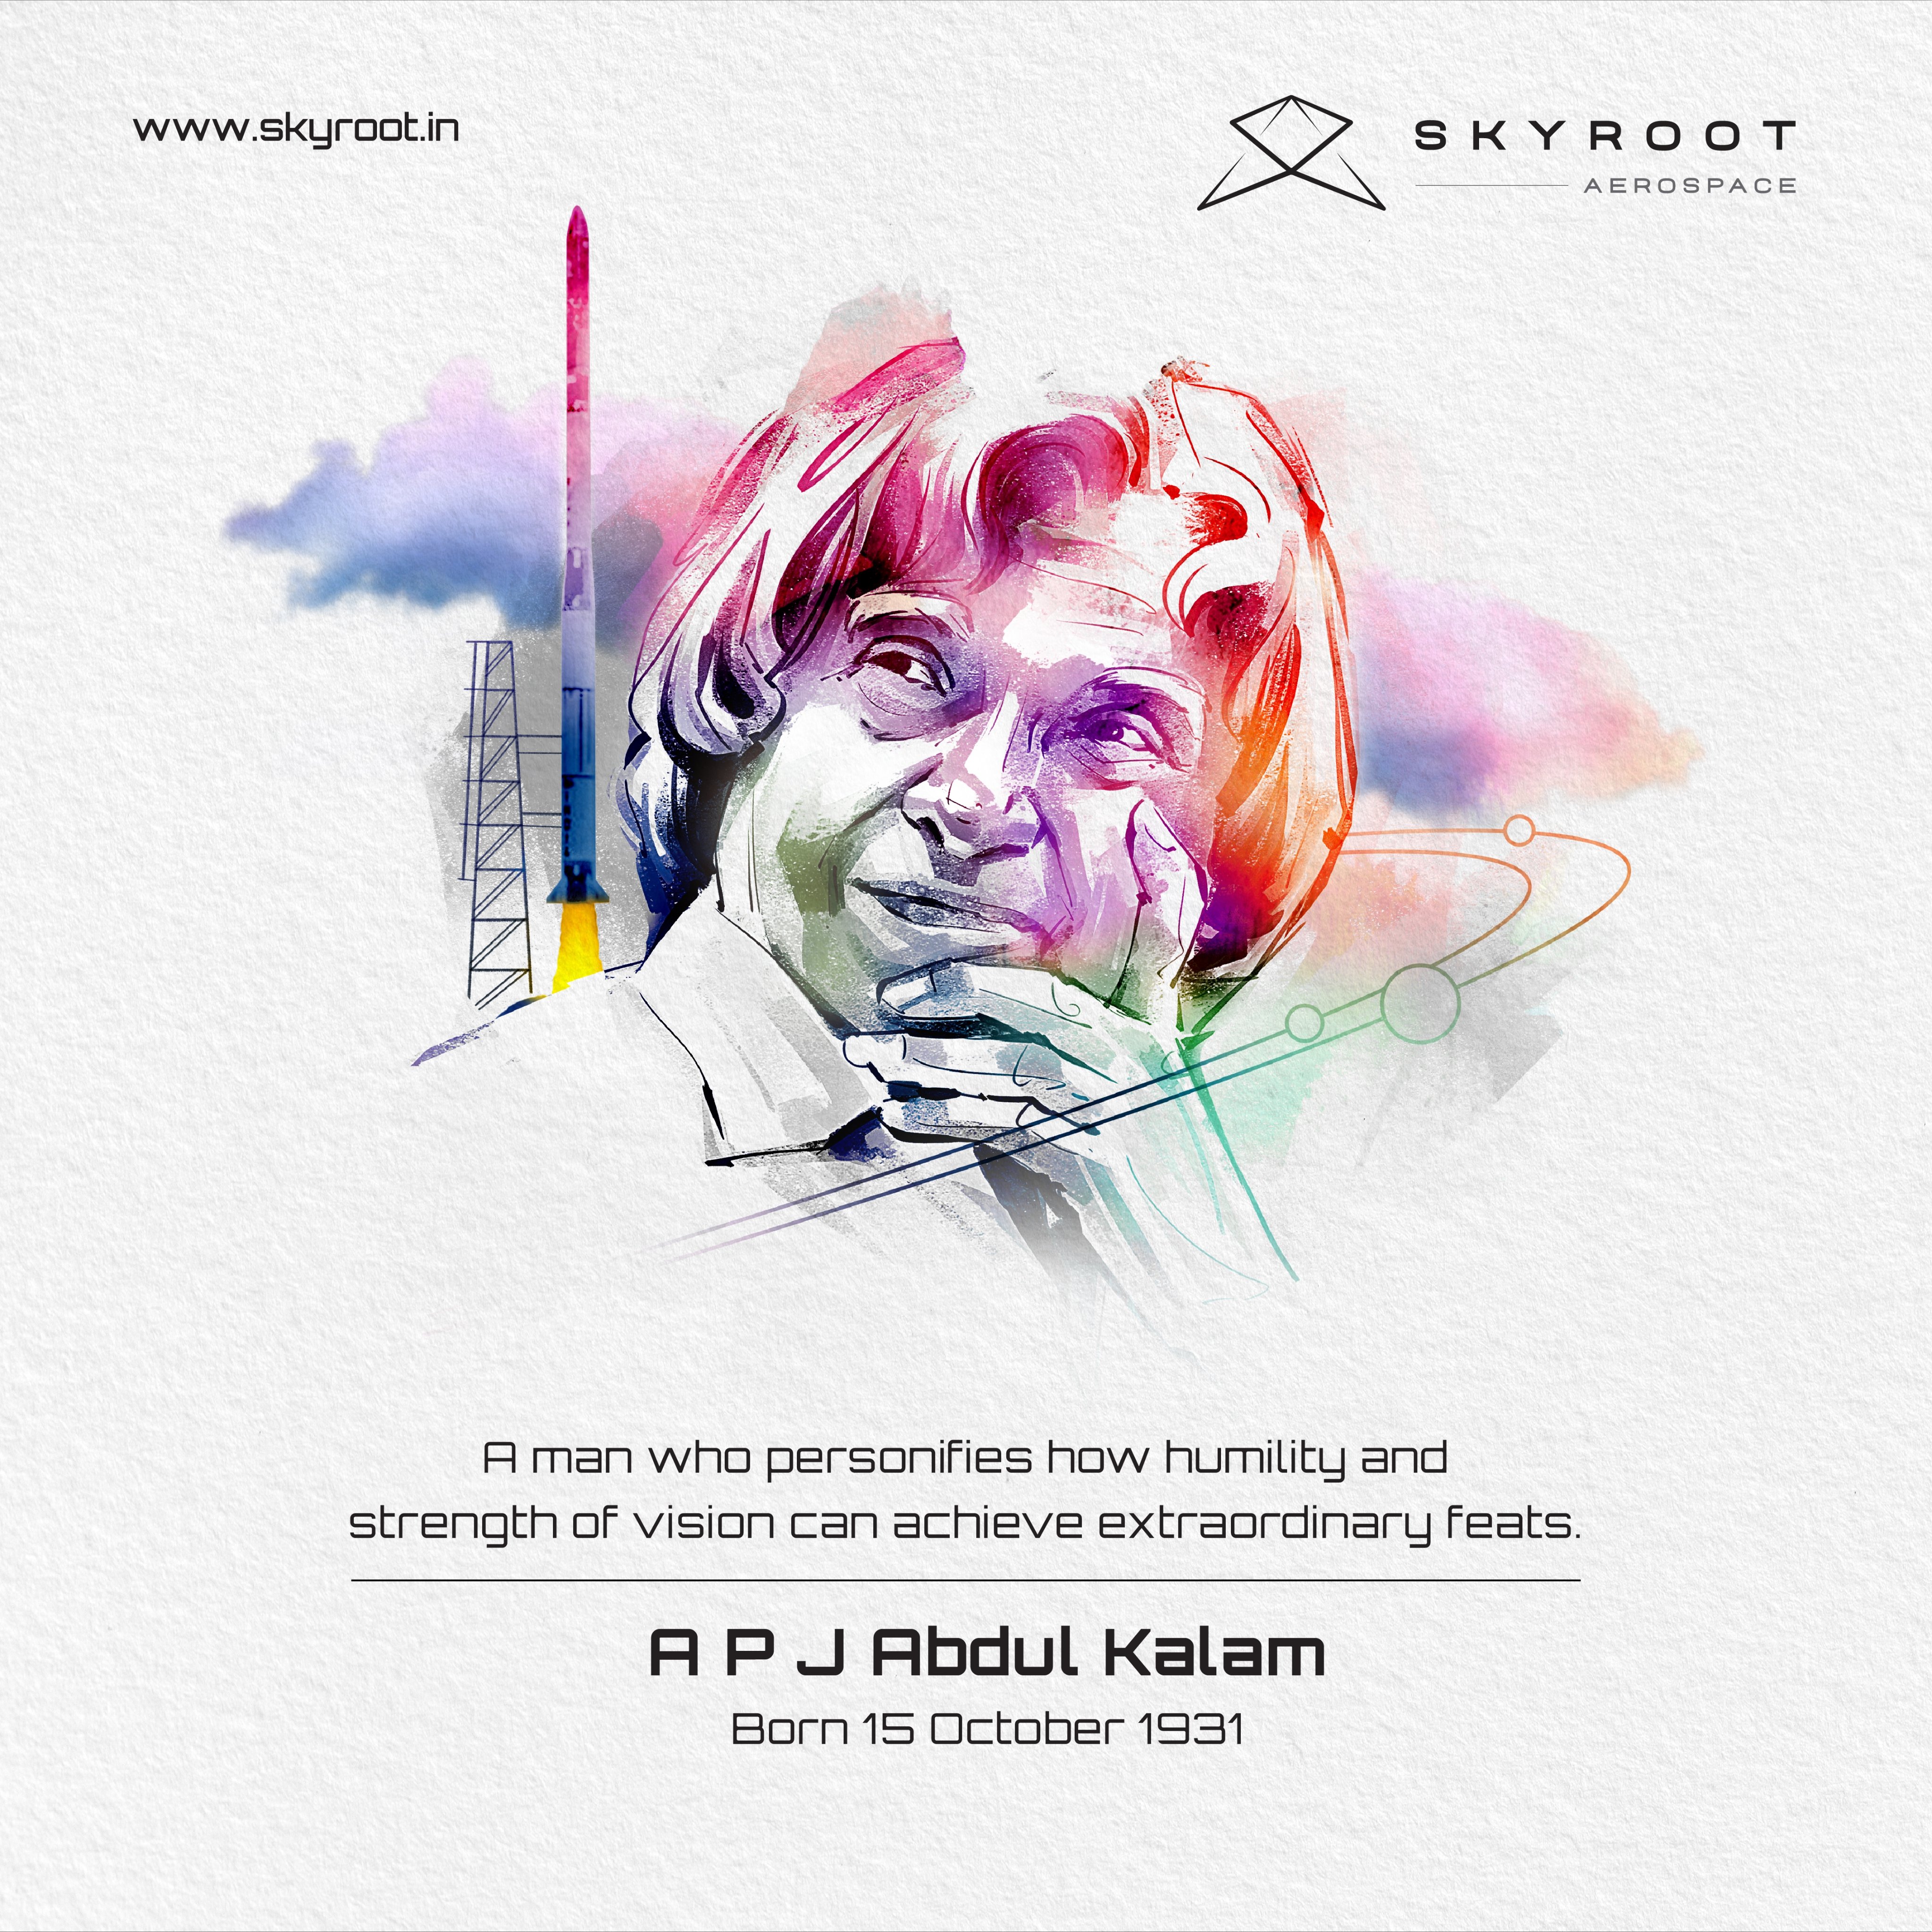 www.skyroot.in
SKYROOT
AEROSPACE
A man who personifies how humility and
strength of vision can achieve extraordinary feats.
A P J Abdul Kalam
Born 15 October 1931